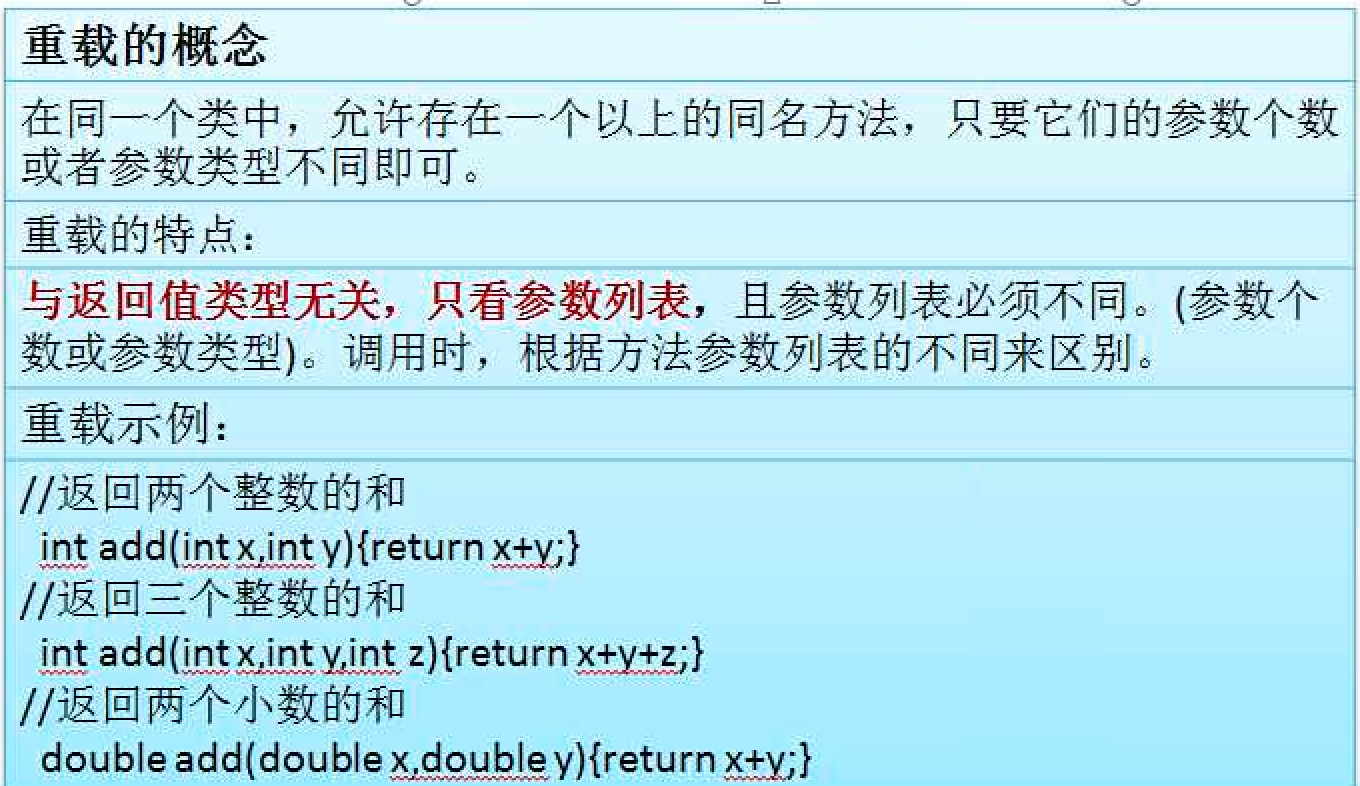 重载的概念
在同一个类中，允许存在一个以上的同名方法，只要它们的参数个数
或者参数类型不同即可。
重载的特点：
与返回值类型无关，只看参数列表，且参数列表必须不同。(参数个
数或参数类型)。调用时，根据方法参数列表的不同来区别。
重载示例：
//返回两个整数的和
int add(int x,int y){return x+y;}
//返回三个整数的和
int add(int x,int y,int z){return x+y+z;}
//返回两个小数的和
double add(double x,double y){return x+y;}